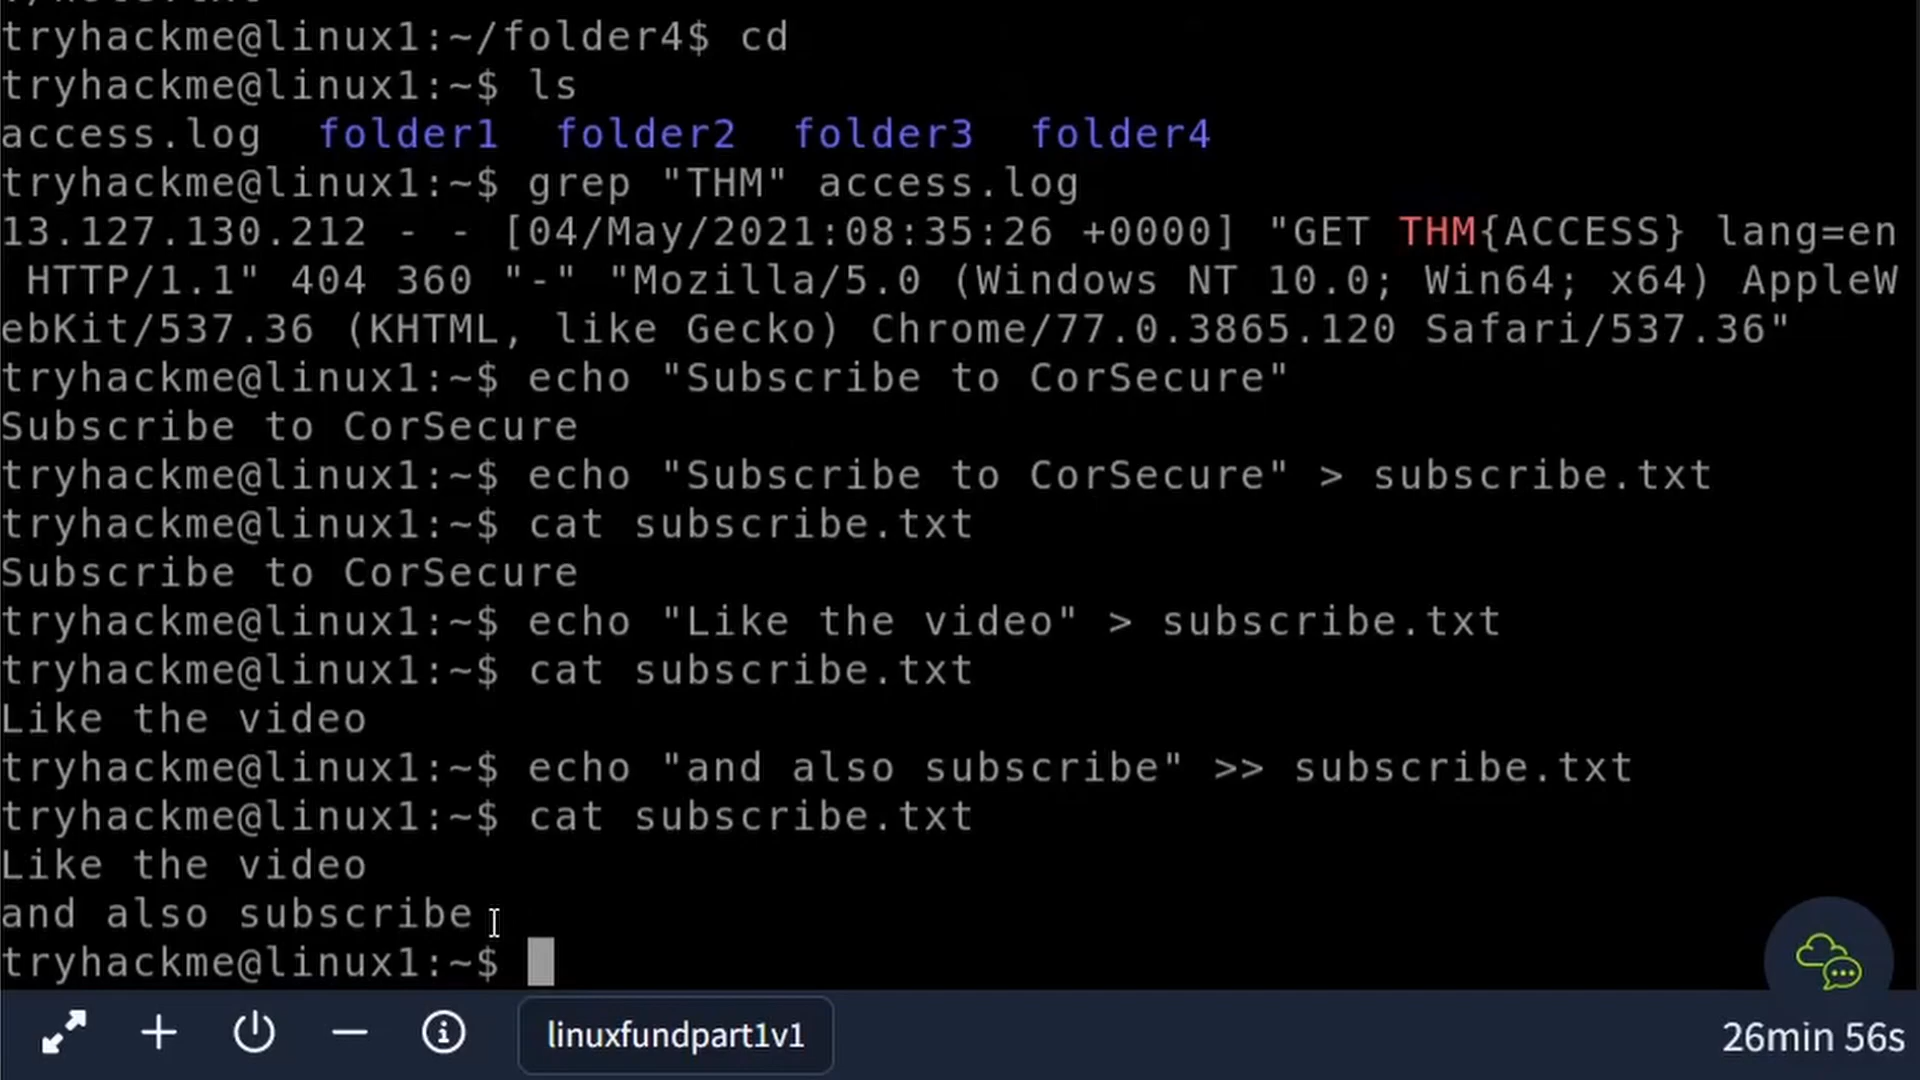 tryhackme@linux1:~/folder4$ cd
tryhackme@linux1:~$ ls
access.log  folder1  folder2  folder3  folder4
tryhackme@linux1:~$ grep "THM" access.log
13.127.130.212 - - [04/May/2021:08:35:26 +0000] "GET THM{ACCESS} lang=en
 HTTP/1.1" 404 360 "-" "Mozilla/5.0 (Windows NT 10.0; Win64; x64) AppleW
ebKit/537.36 (KHTML, like Gecko) Chrome/77.0.3865.120 Safari/537.36"
tryhackme@linux1:~$ echo "Subscribe to CorSecure"
Subscribe to CorSecure
tryhackme@linux1:~$ echo "Subscribe to CorSecure" > subscribe.txt
tryhackme@linux1:~$ cat subscribe.txt
Subscribe to CorSecure
tryhackme@linux1:~$ echo "Like the video" > subscribe.txt
tryhackme@linux1:~$ cat subscribe.txt
Like the video
tryhackme@linux1:~$ echo "and also subscribe" >> subscribe.txt
tryhackme@linux1:~$ cat subscribe.txt
Like the video
and also subscribe
tryhackme@linux1:~$
linuxfundpart1v1
26min 56s